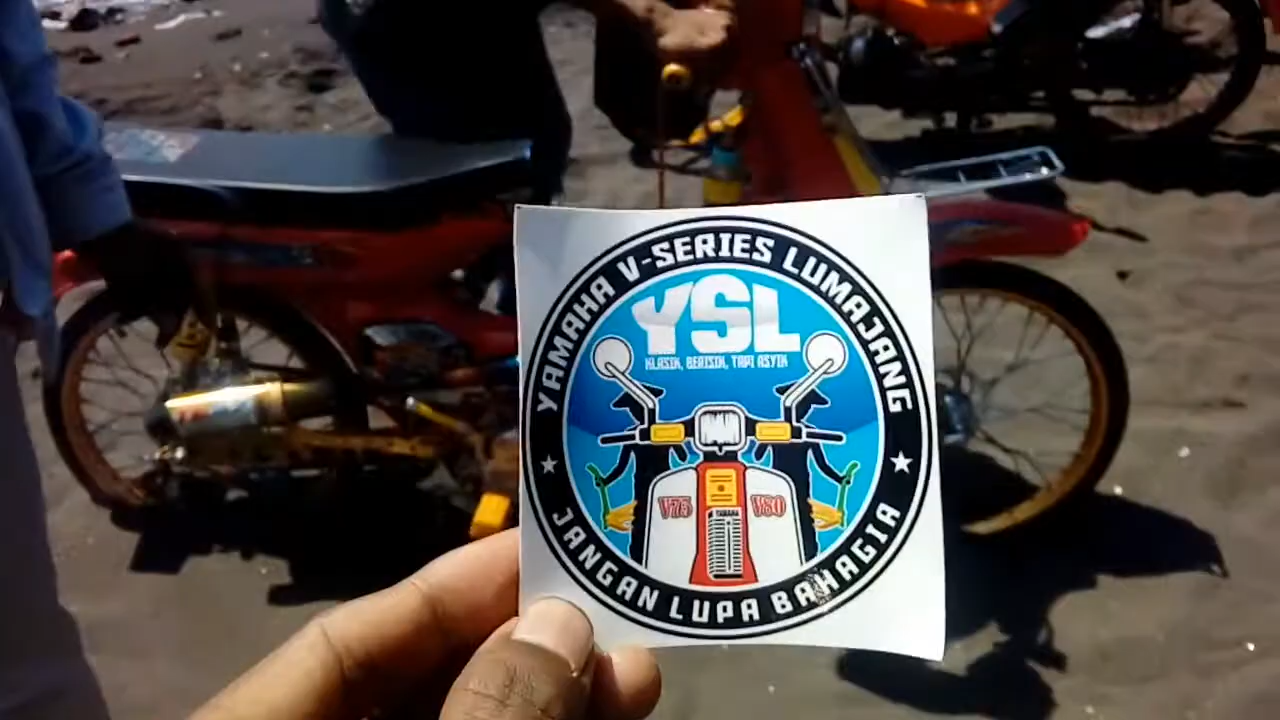 YAMAHA V-SERIES LUMAJANG
YSL
KLASIK, BERISIK, TAPI ASYIK
V75 V80
YAMAHA
JANGAN LUPA BAHAGIA